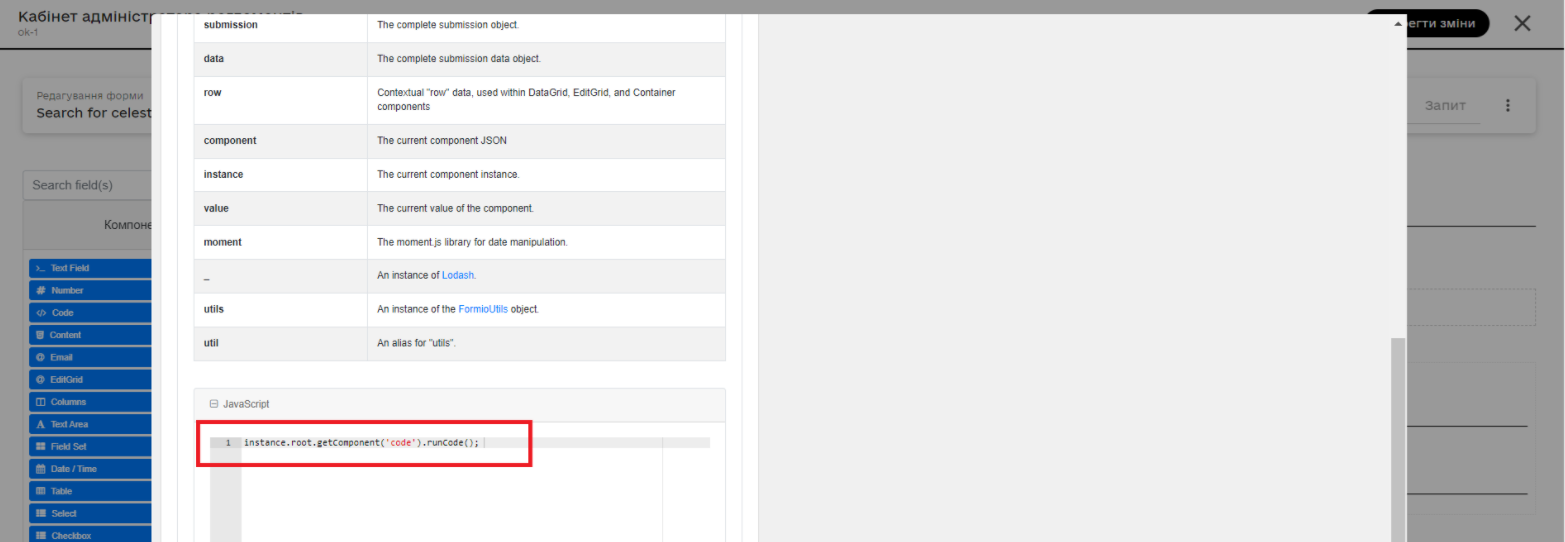 Кабінет адміністр
ok-1
ерегти зміни
Редагування форми
Search for celest
Запит
Search field(s)
Компоне
Text Field
Number
Code
Content
Email
EditGrid
Columns
Text Area
Field Set
Date / Time
Table
Select
Checkbox
submission The complete submission object.
data The complete submission data object.
row Contextual "row" data, used within DataGrid, EditGrid, and Container
components
component The current component JSON
instance The current component instance.
value The current value of the component.
moment The moment.js library for date manipulation.
_ An instance of Lodash.
utils An instance of the FormioUtils object.
util An alias for "utils".
JavaScript
1 instance.root.getComponent('code').runCode();